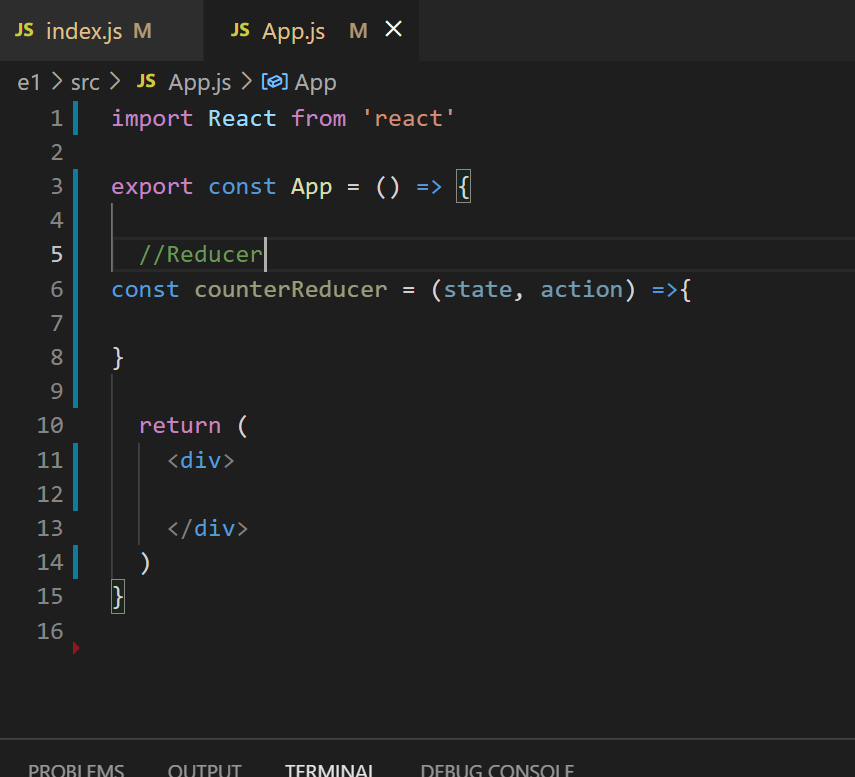 JS index.js M JS App.js M
e1 > src > JS App.js > App
1 import React from 'react'
2
3 export const App = () => {
4
5 //Reducer
6 const counterReducer = (state, action) =>{
7
8 }
9
10 return (
11 <div>
12
13 </div>
14 )
15 }
16
PROBLEMS OUTPUT TERMINAL DEBUG CONSOLE